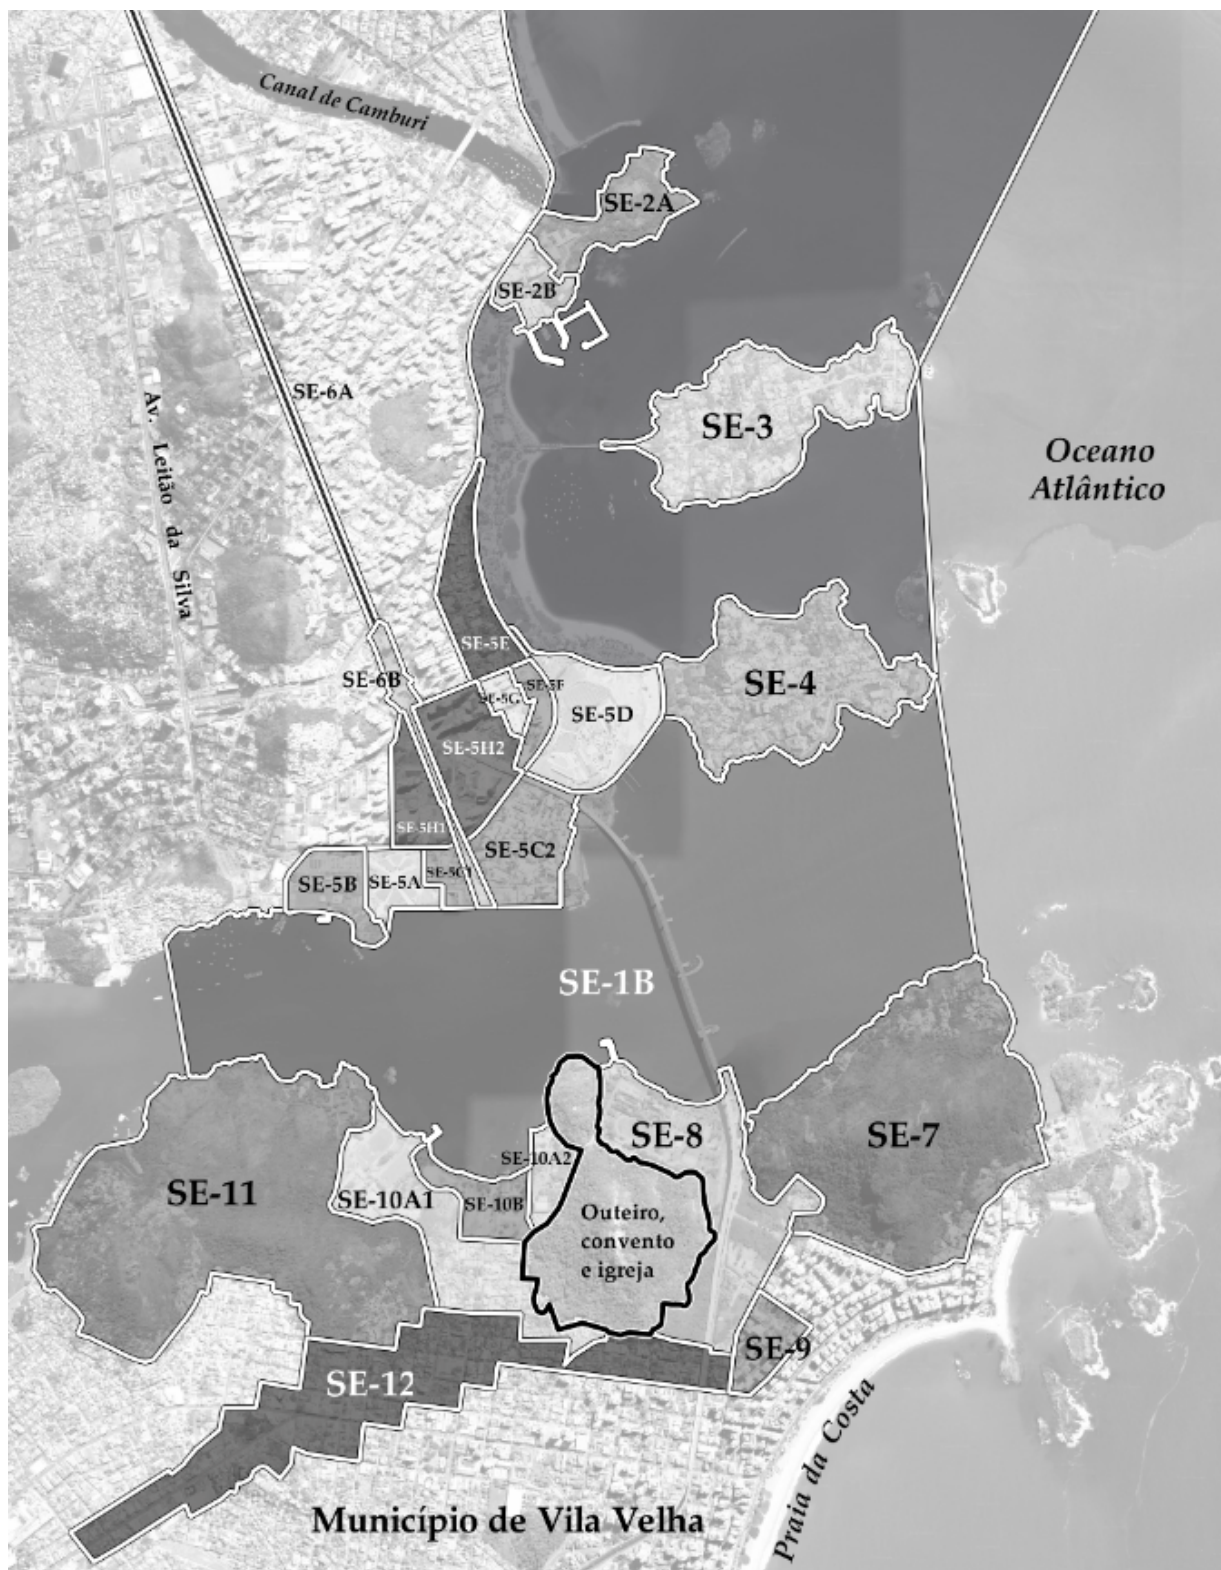 Canal de Camburi
SE-2A
SE-2B
SE-6A
Av. Leitão da Silva
SE-3
Oceano
Atlântico
SE-5E
SE-6B
SE-5F
SE-5G
SE-4
SE-5D
SE-5H2
SE-5H1
SE-5C2
SE-5C1
SE-5B
SE-5A
SE-1B
SE-8
SE-7
SE-10A2
SE-11
SE-10A1
SE-10B
Outeiro,
convento
e igreja
SE-9
SE-12
Praia da Costa
Município de Vila Velha